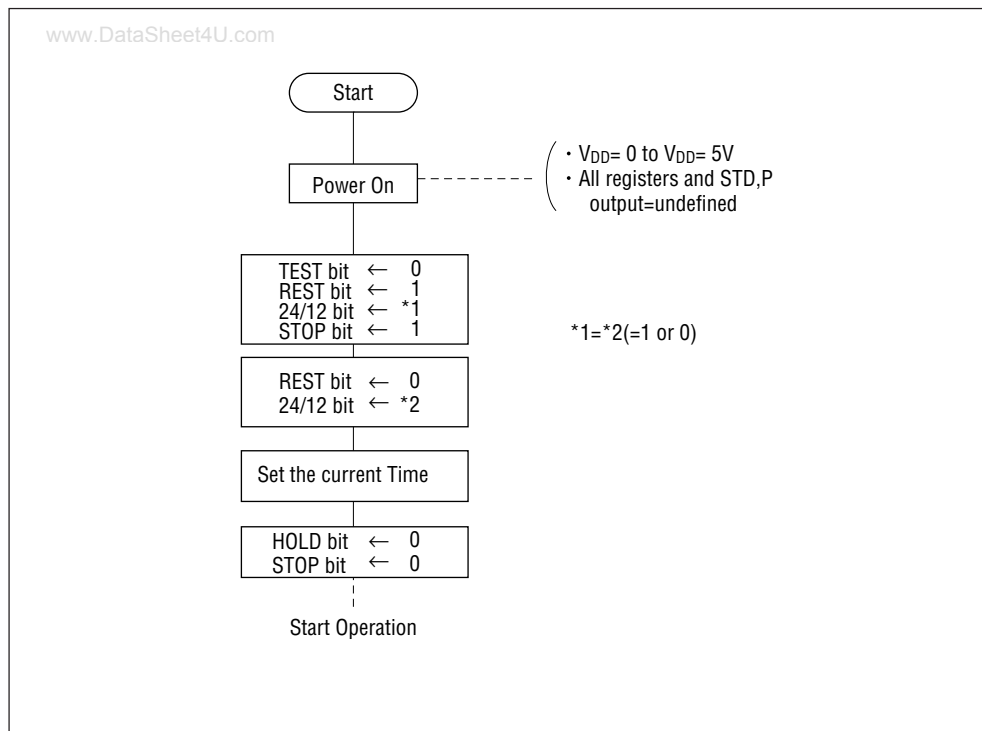 www.DataSheet4U.com
Start
Power On
・VDD= 0 to VDD= 5V
・All registers and STD,P
output=undefined
TEST bit ← 0
REST bit ← 1
24/12 bit ← *1
STOP bit ← 1
*1=*2(=1 or 0)
REST bit ← 0
24/12 bit ← *2
Set the current Time
HOLD bit ← 0
STOP bit ← 0
Start Operation